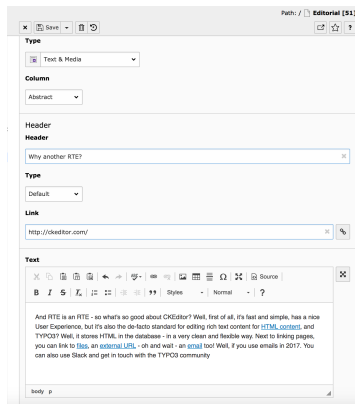 Path: / Editorial [51]
Save
Type
Text & Media
Column
Abstract
Header
Header
Why another RTE?
Type
Default
Link
http://ckeditor.com/
Text
Source
B I S Ix Styles Normal ?
And RTE is an RTE - so what's so good about CKEditor? Well, first of all, it's fast and simple, has a nice
User Experience, but it's also the de-facto standard for editing rich text content for HTML content, and
TYPO3? Well, it stores HTML in the database - in a very clean and flexible way. Next to linking pages,
you can link to files, an external URL - oh and wait - an email too! Well, if you use emails in 2017. You
can also use Slack and get in touch with the TYPO3 community
body p